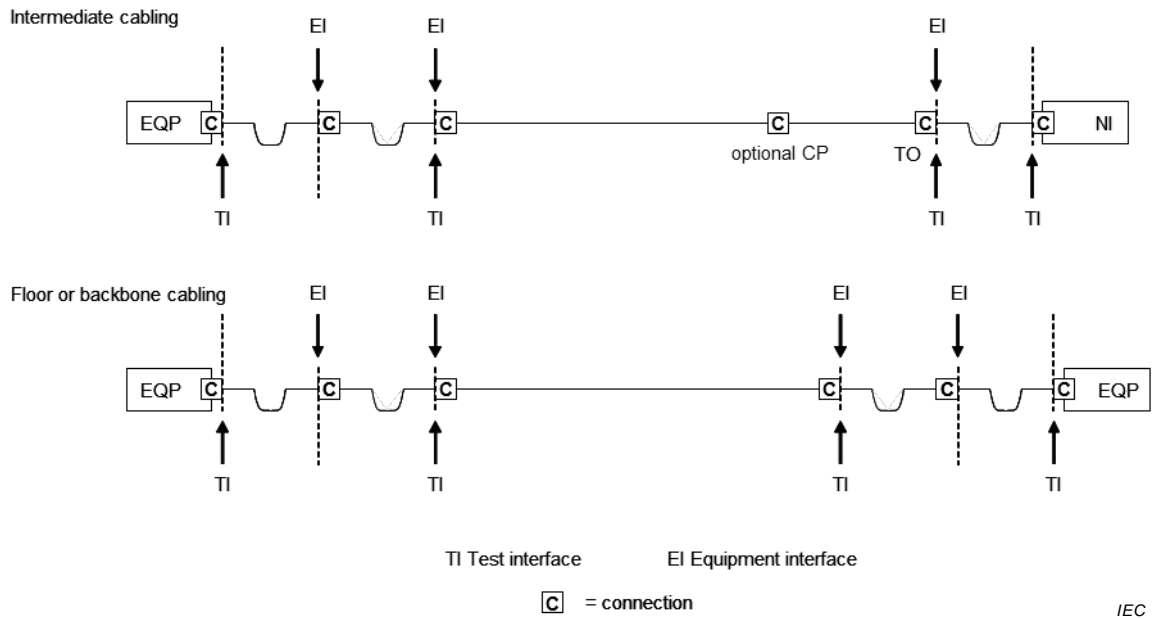 Intermediate cabling
EI EI EI
EQP C C C C C C NI
optional CP TO
TI TI TI TI
Floor or backbone cabling
EI EI EI EI
EQP C C C C C C EQP
TI TI TI TI
TI Test interface EI Equipment interface
C = connection
IEC